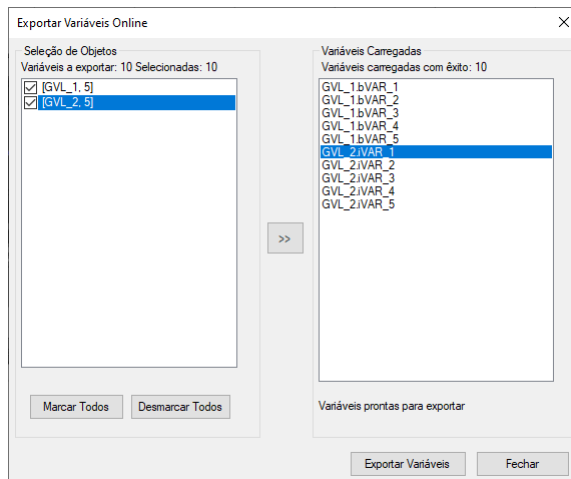 Exportar Variáveis Online
Seleção de Objetos
Variáveis a exportar: 10 Selecionadas: 10
[GVL_1, 5]
[GVL_2, 5]
Marcar Todos
Desmarcar Todos
>>
Variáveis Carregadas
Variáveis carregadas com êxito: 10
GVL_1.bVAR_1
GVL_1.bVAR_2
GVL_1.bVAR_3
GVL_1.bVAR_4
GVL_1.bVAR_5
GVL_2.iVAR_1
GVL_2.iVAR_2
GVL_2.iVAR_3
GVL_2.iVAR_4
GVL_2.iVAR_5
Variáveis prontas para exportar
Exportar Variáveis
Fechar